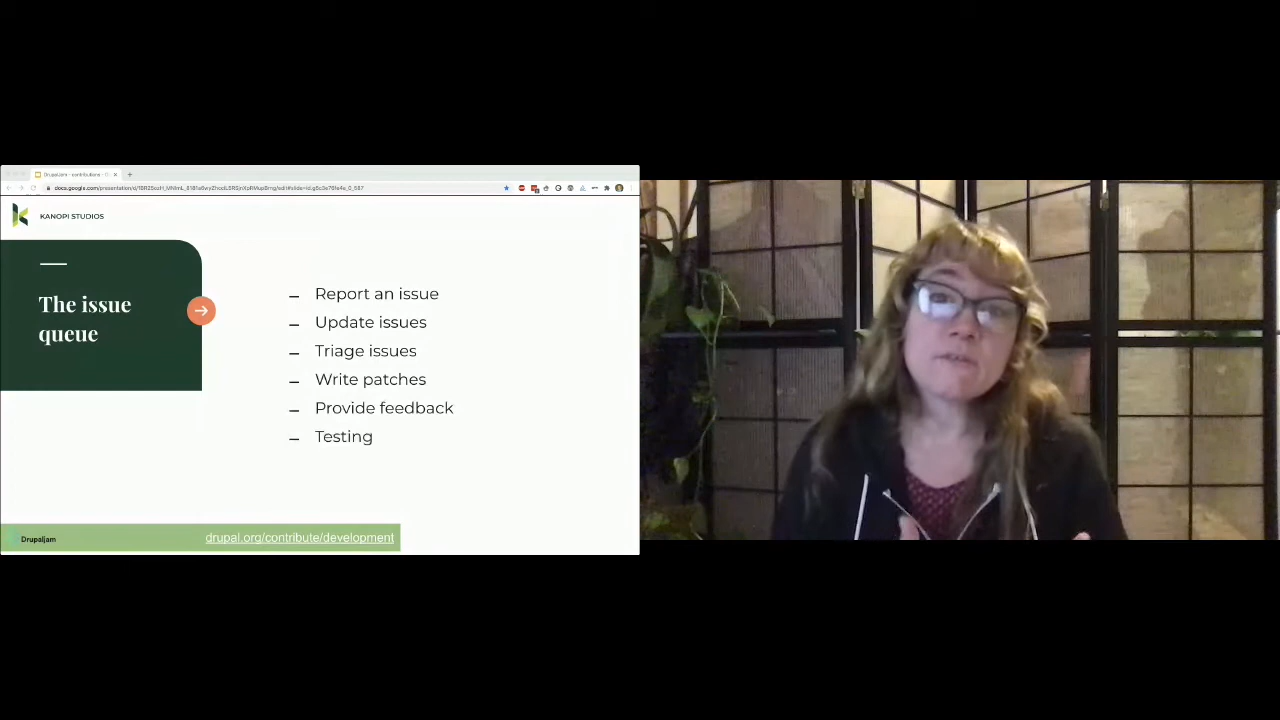 KANOPI STUDIOS
The issue
queue
– Report an issue
– Update issues
– Triage issues
– Write patches
– Provide feedback
– Testing
Drupaljam
drupal.org/contribute/development